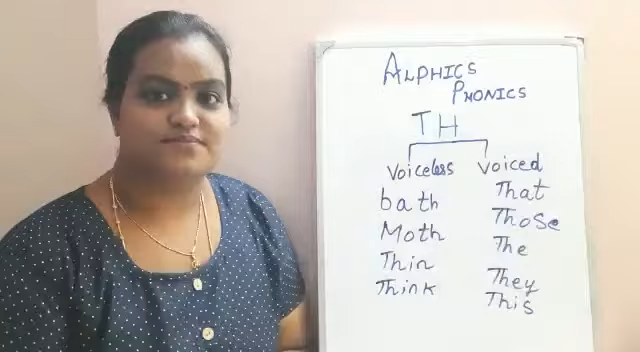 ALPHICS
PHONICS
TH
Voiceless voiced
bath That
Moth Those
Thin The
Think They
This